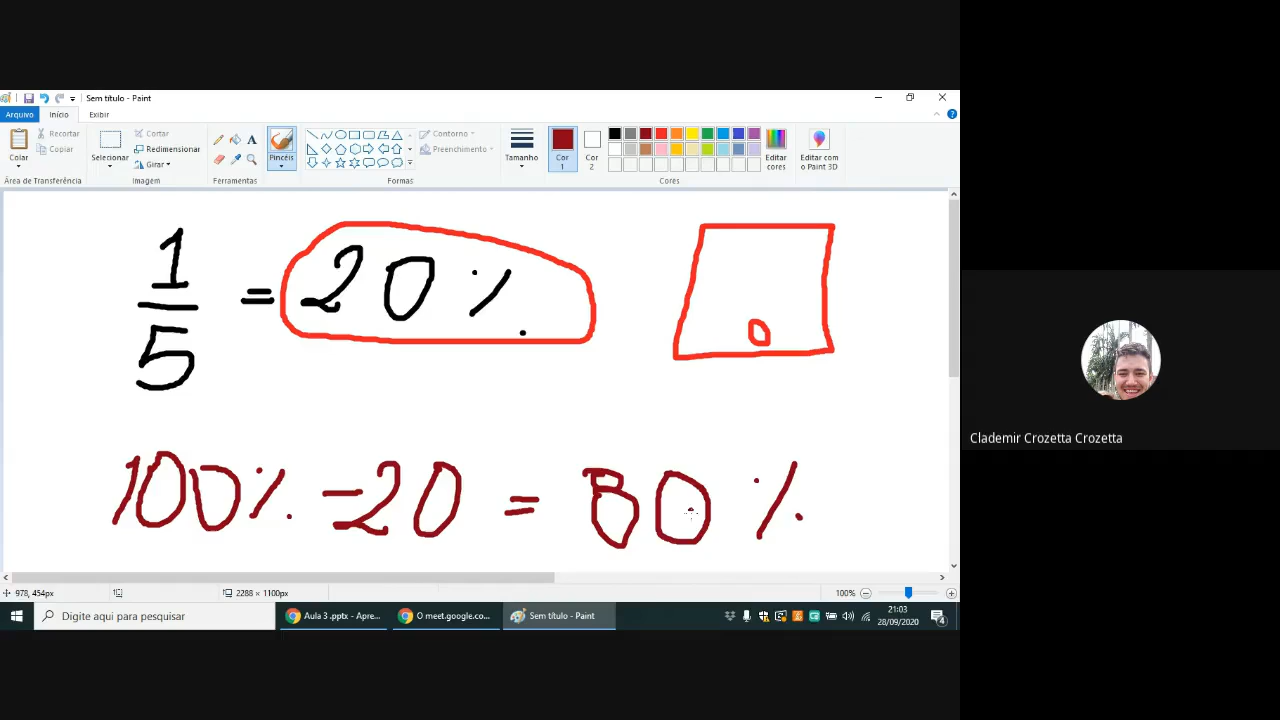 Sem título - Paint
Arquivo Início Exibir
Colar
Recortar
Copiar
Área de Transferência
Selecionar
Cortar
Redimensionar
Girar
Imagem
Ferramentas
Pincéis
Contorno
Preenchimento
Formas
Tamanho
Cor 1
Cor 2
Editar cores
Cores
Editar com o Paint 3D
1
= 20 %
5
0
100% - 20 = 80 %
Clademir Crozetta Crozetta
978, 454px
2288 × 1100px
100%
Digite aqui para pesquisar
Aula 3 .pptx - Apre...
O meet.google.co...
Sem título - Paint
21:03
28/09/2020
4